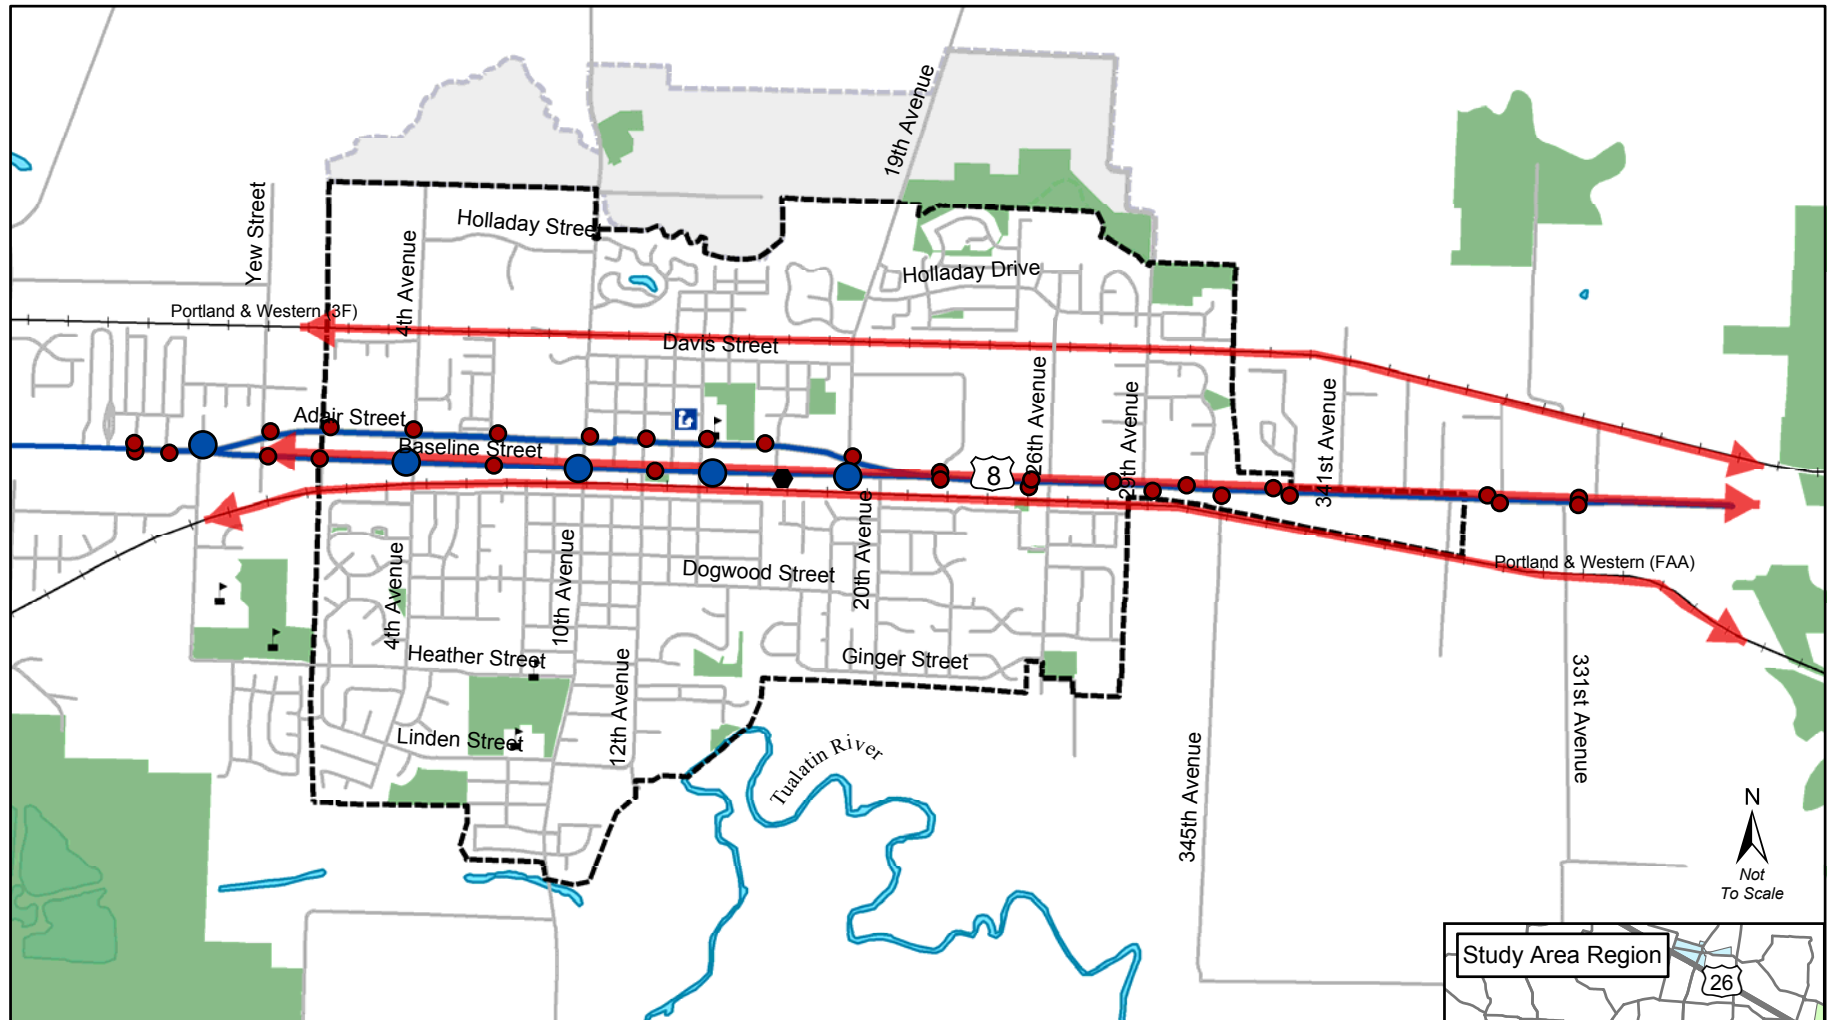 19th Avenue
Yew Street
Holladay Stree
4th Avenue
Holladay Drive
Portland & Western (3F)
Davis Street
26th Avenue
29th Avenue
341st Avenue
Adair Street
Baseline Street
8
20th Avenue
4th Avenue
10th Avenue
Dogwood Street
Portland & Western (FAA)
Heather Street
Ginger Street
12th Avenue
331st Avenue
Linden Street
Tualatin River
345th Avenue
N
Not
To Scale
Study Area Region
26